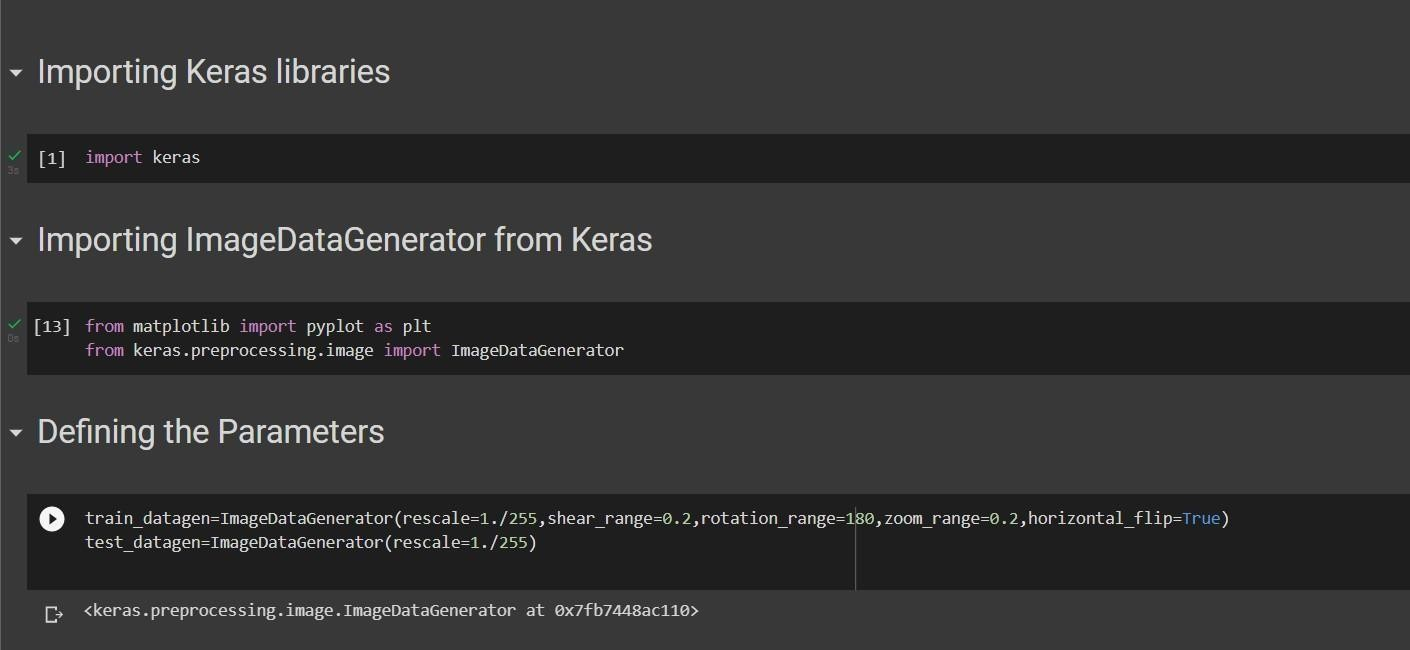 Importing Keras libraries
3s
[1] import keras
Importing ImageDataGenerator from Keras
[13] from matplotlib import pyplot as plt
0s
from keras.preprocessing.image import ImageDataGenerator
Defining the Parameters
train_datagen=ImageDataGenerator(rescale=1./255,shear_range=0.2,rotation_range=180,zoom_range=0.2,horizontal_flip=True)
test_datagen=ImageDataGenerator(rescale=1./255)
<keras.preprocessing.image.ImageDataGenerator at 0x7fb7448ac110>